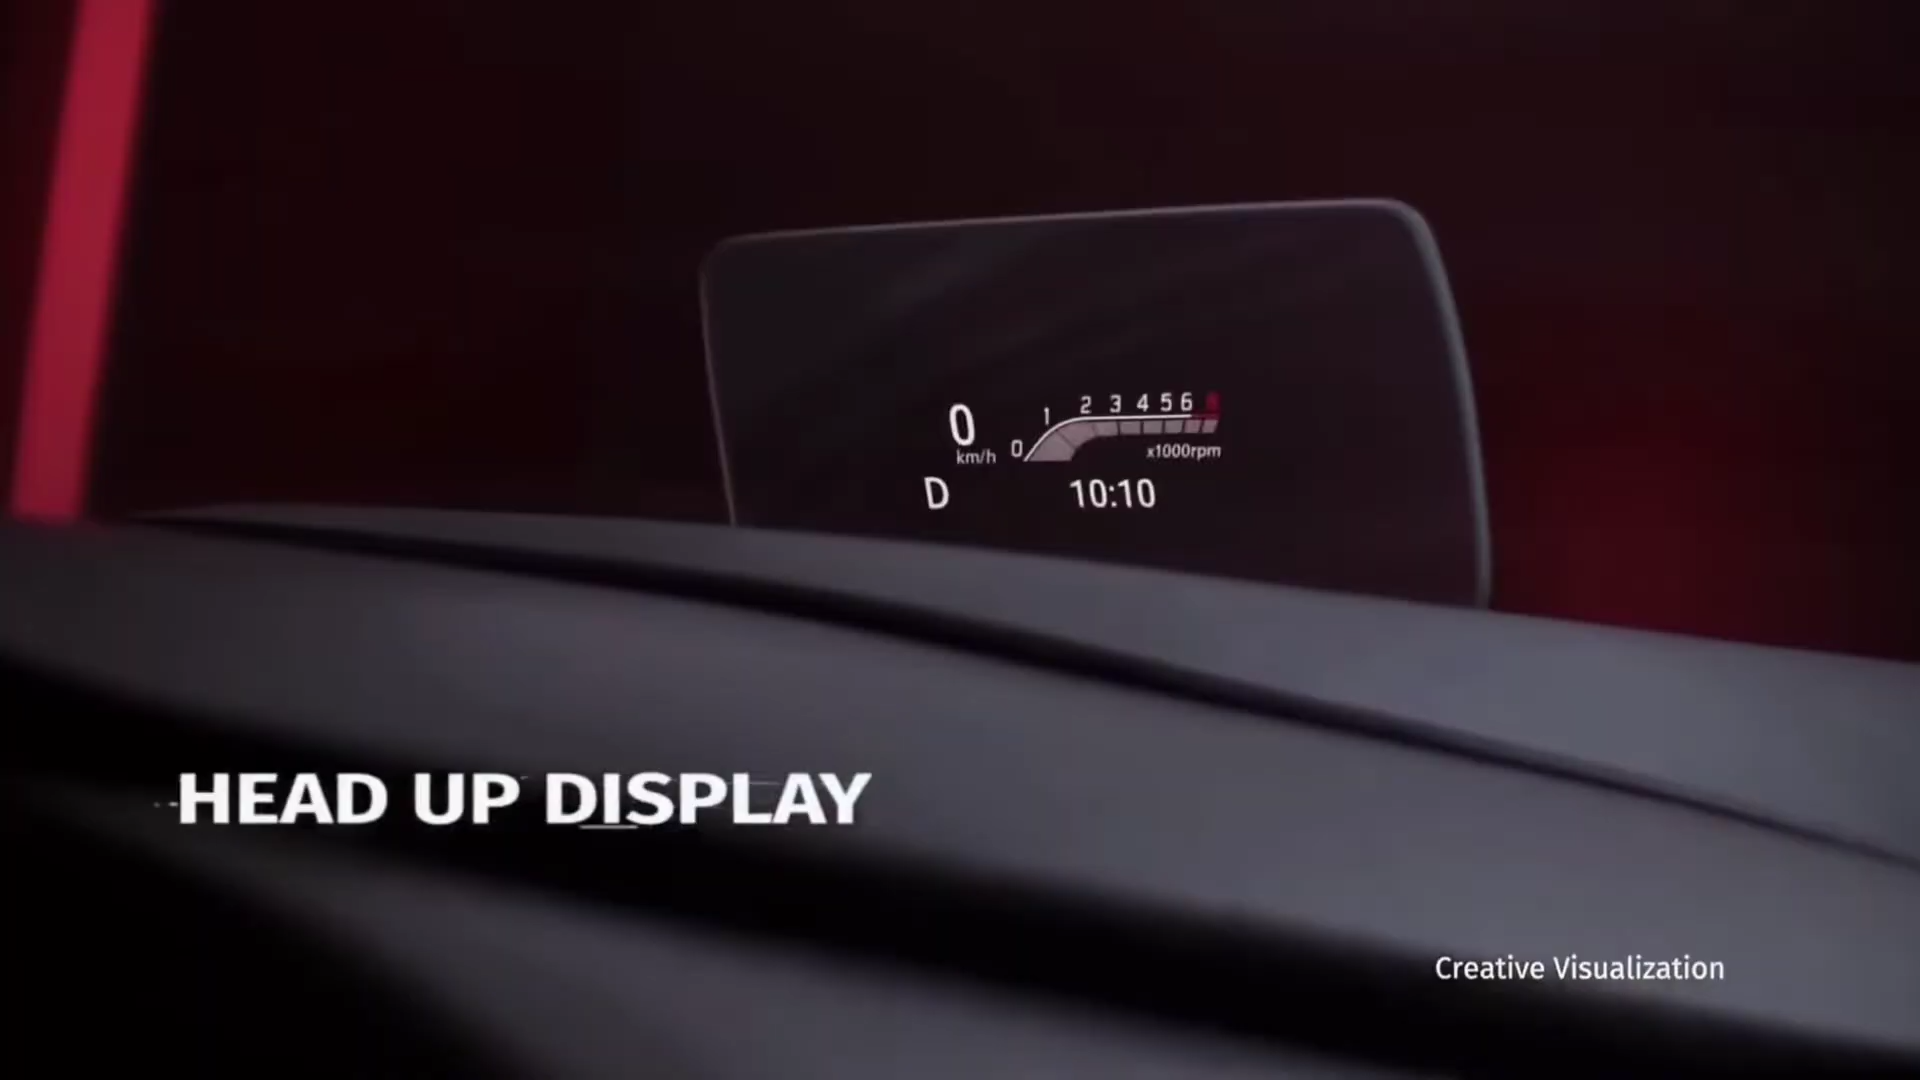 0 1 2 3 4 5 6
km/h 0 x1000rpm
D 10:10
HEAD UP DISPLAY
Creative Visualization